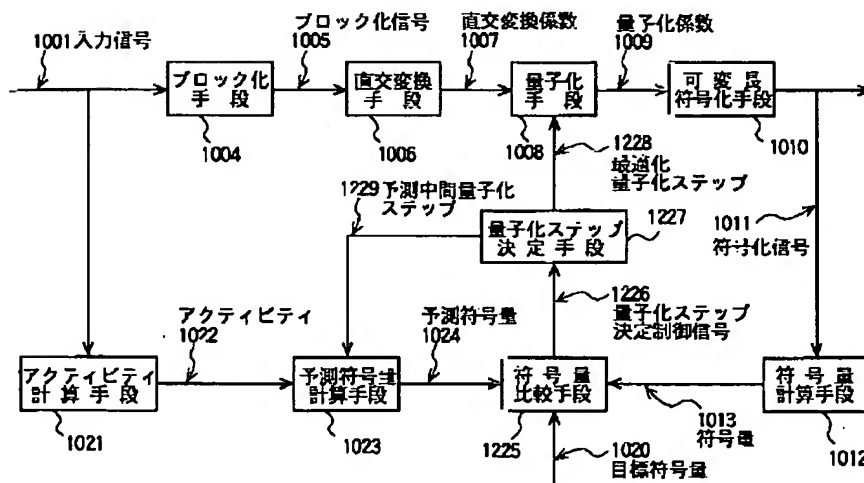 1001入力信号
ブロック化信号
1005
直交変換係数
1007
量子化係数
1009
ブロック化
手段
1004
直交変換
手段
1006
量子化
手段
1008
可変長
符号化手段
1010
1228
最適化
量子化ステップ
1229予測中間量子化
ステップ
量子化ステップ
決定手段
1227
1011
符号化信号
アクティビティ
1022
予測符号量
1024
1226
量子化ステップ
決定制御信号
アクティビティ
計算手段
1021
予測符号量
計算手段
1023
符号量
比較手段
1225
1013
符号量
符号量
計算手段
1012
1020
目標符号量